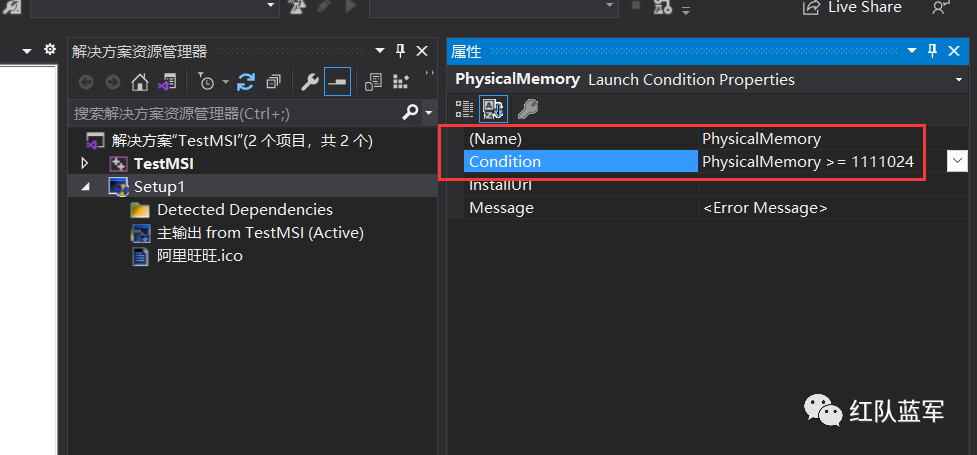 Live Share
解决方案资源管理器
搜索解决方案资源管理器(Ctrl+;)
解决方案"TestMSI"(2 个项目，共 2 个)
TestMSI
Setup1
Detected Dependencies
主输出 from TestMSI (Active)
阿里旺旺.ico
属性
PhysicalMemory Launch Condition Properties
(Name) PhysicalMemory
Condition PhysicalMemory >= 1111024
InstallUrl
Message <Error Message>
红队蓝军